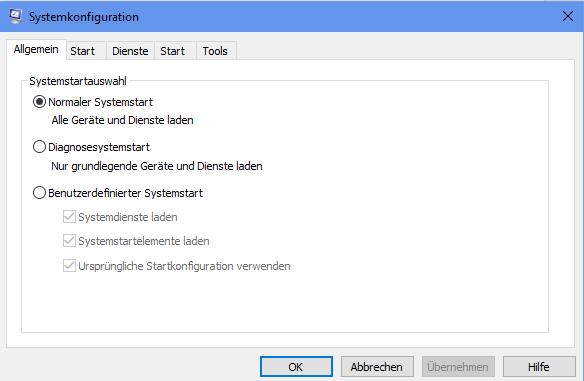 Systemkonfiguration
Allgemein Start Dienste Start Tools
Systemstartauswahl
Normaler Systemstart
Alle Geräte und Dienste laden
Diagnosesystemstart
Nur grundlegende Geräte und Dienste laden
Benutzerdefinierter Systemstart
Systemdienste laden
Systemstartelemente laden
Ursprüngliche Startkonfiguration verwenden
OK Abbrechen Übernehmen Hilfe